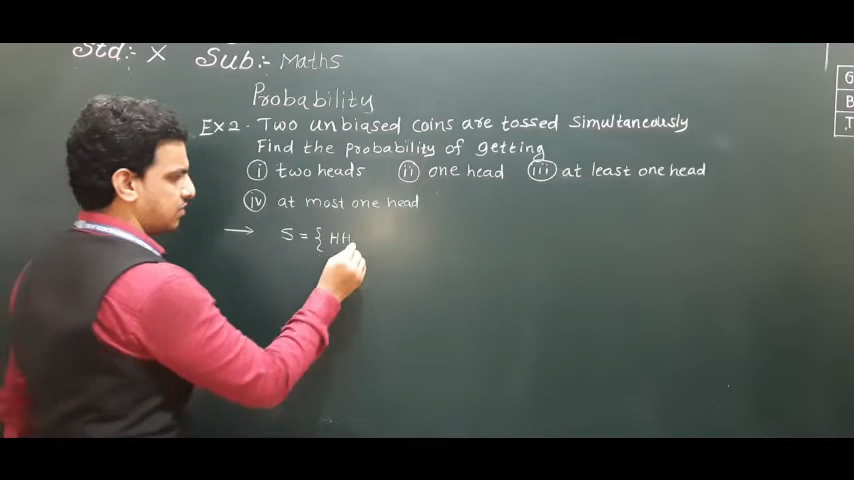 Std:- X Sub:- Maths
Probability
Ex 2. Two unbiased coins are tossed simultaneously
Find the probability of getting
(i) two heads (ii) one head (iii) at least one head
(iv) at most one head
→ S = { HH
G
B
T